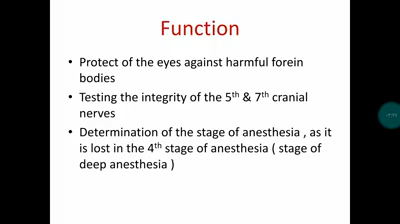 Function
• Protect of the eyes against harmful forein
bodies
• Testing the integrity of the 5th & 7th cranial
nerves
• Determination of the stage of anesthesia , as it
is lost in the 4th stage of anesthesia ( stage of
deep anesthesia )